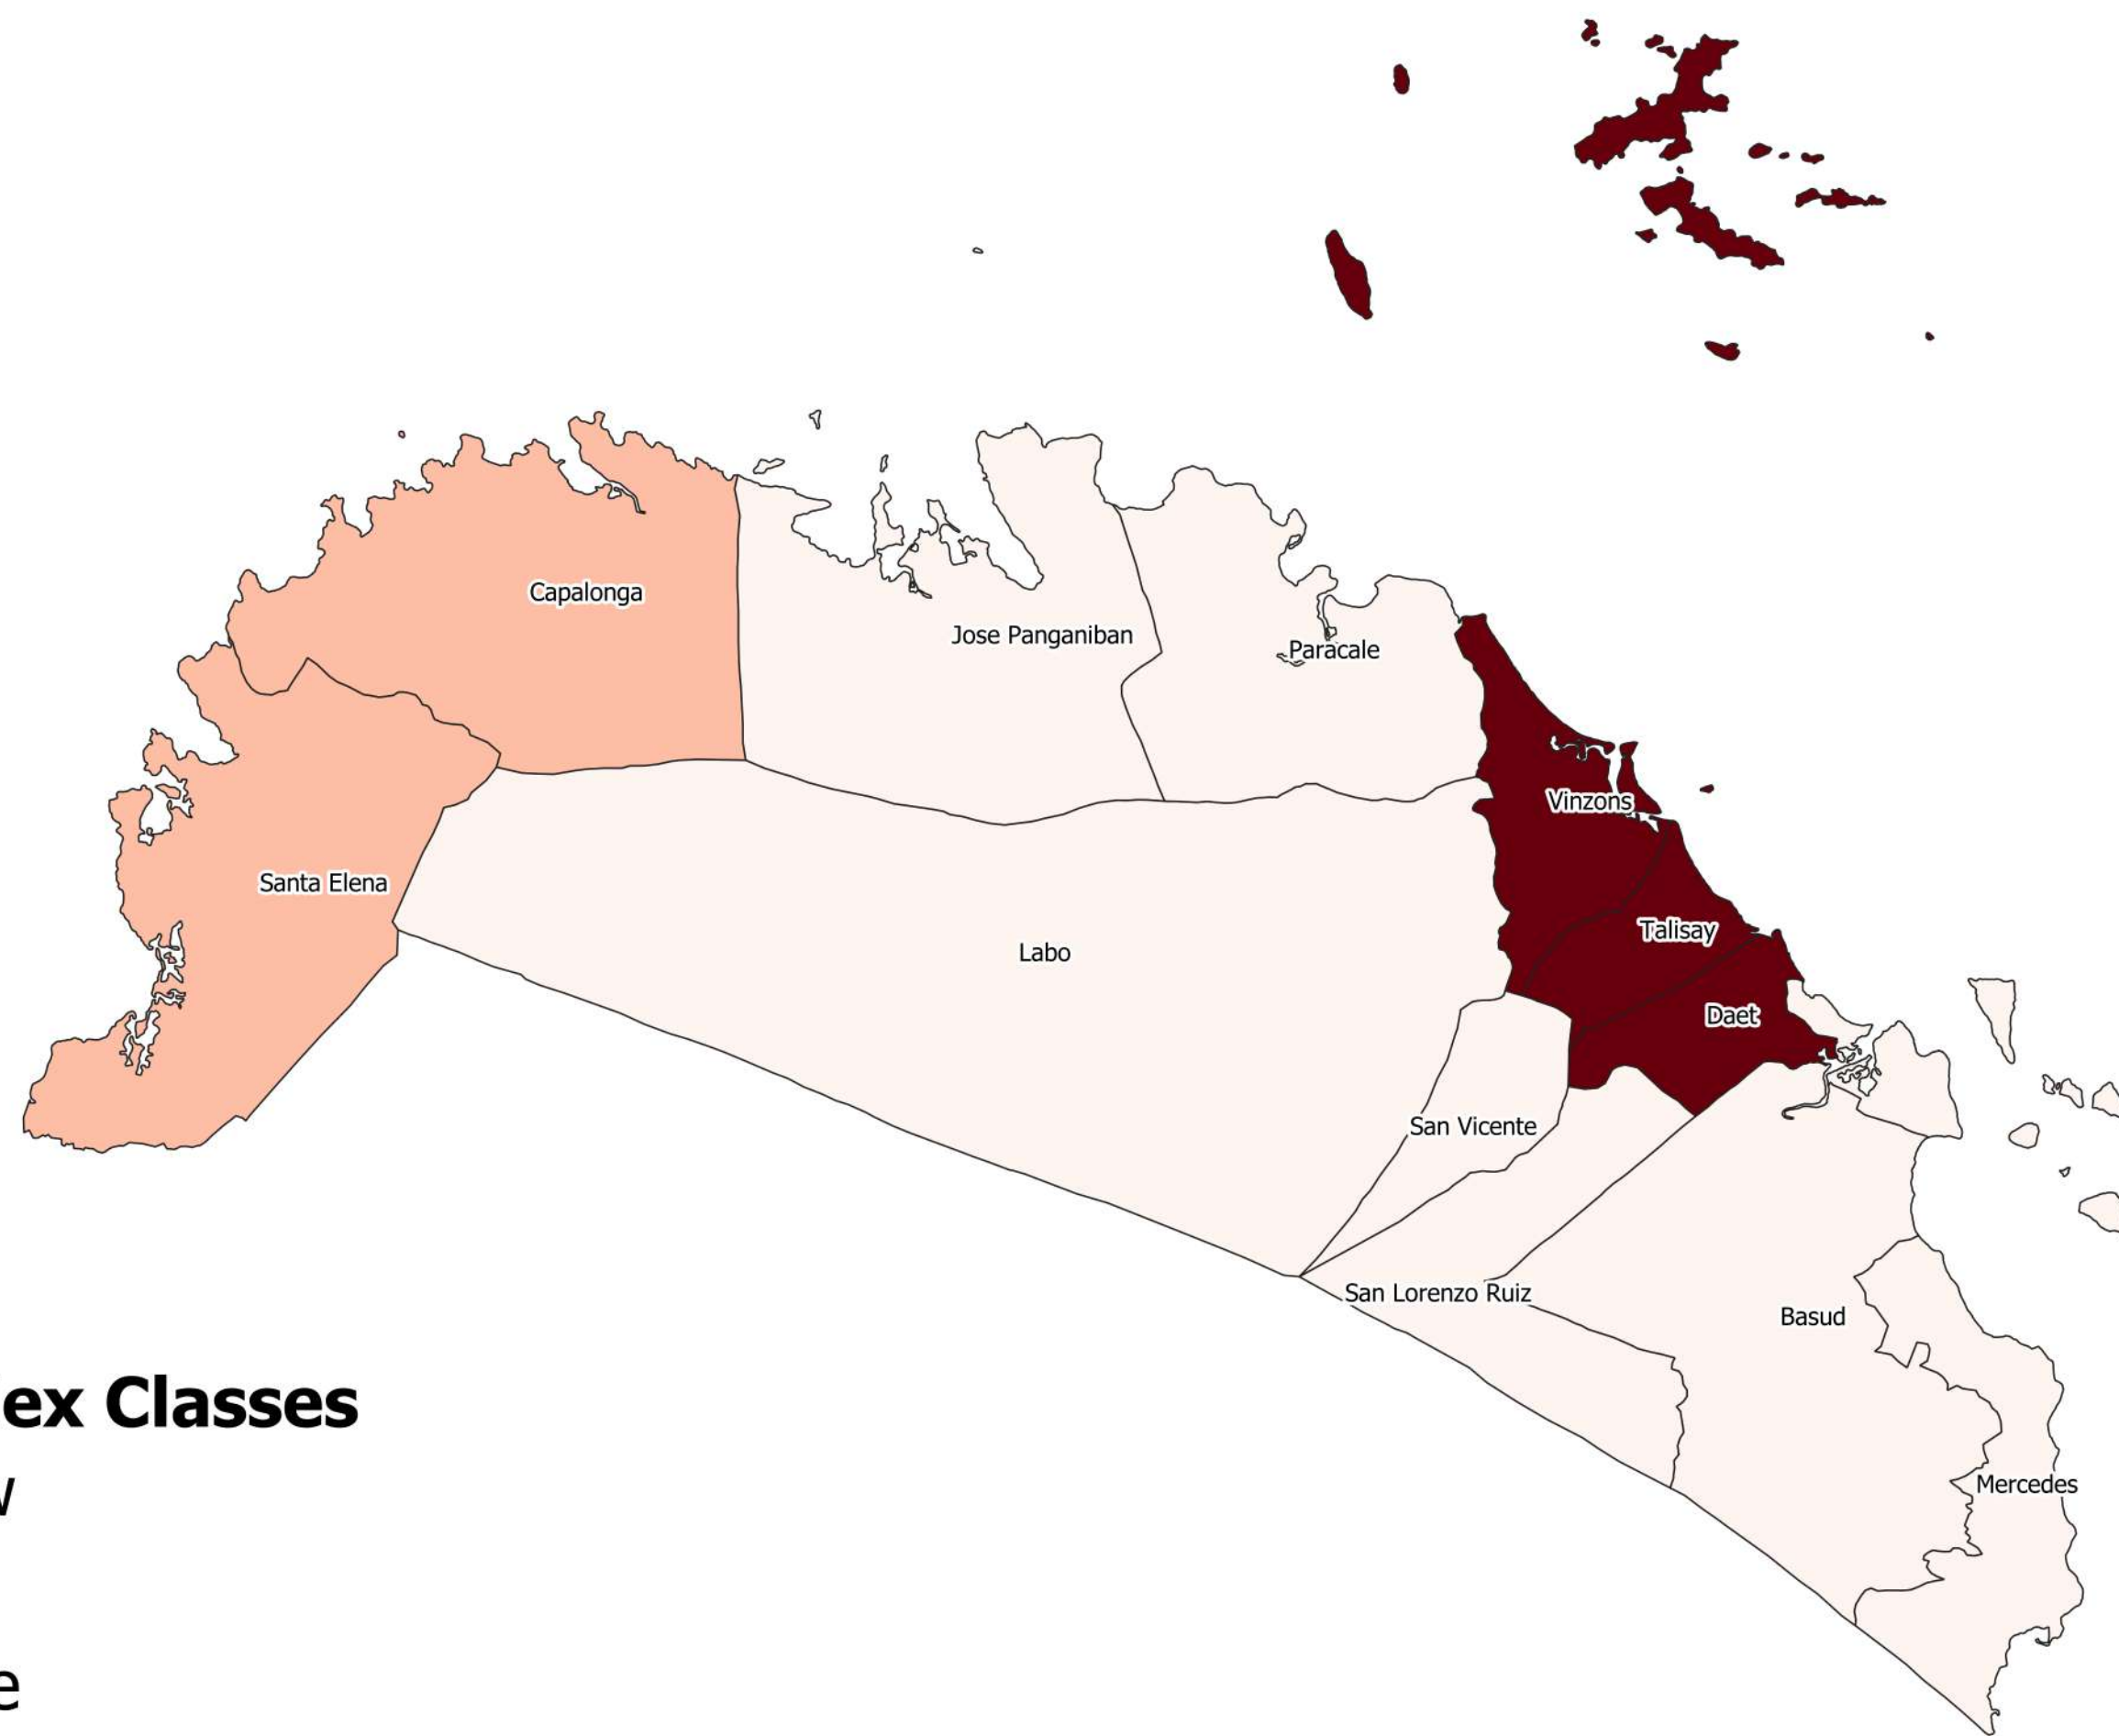 Capalonga
Jose Panganiban
Paracale
Vinzons
Santa Elena
Talisay
Labo
Daet
San Vicente
San Lorenzo Ruiz
Basud
ex Classes
Mercedes